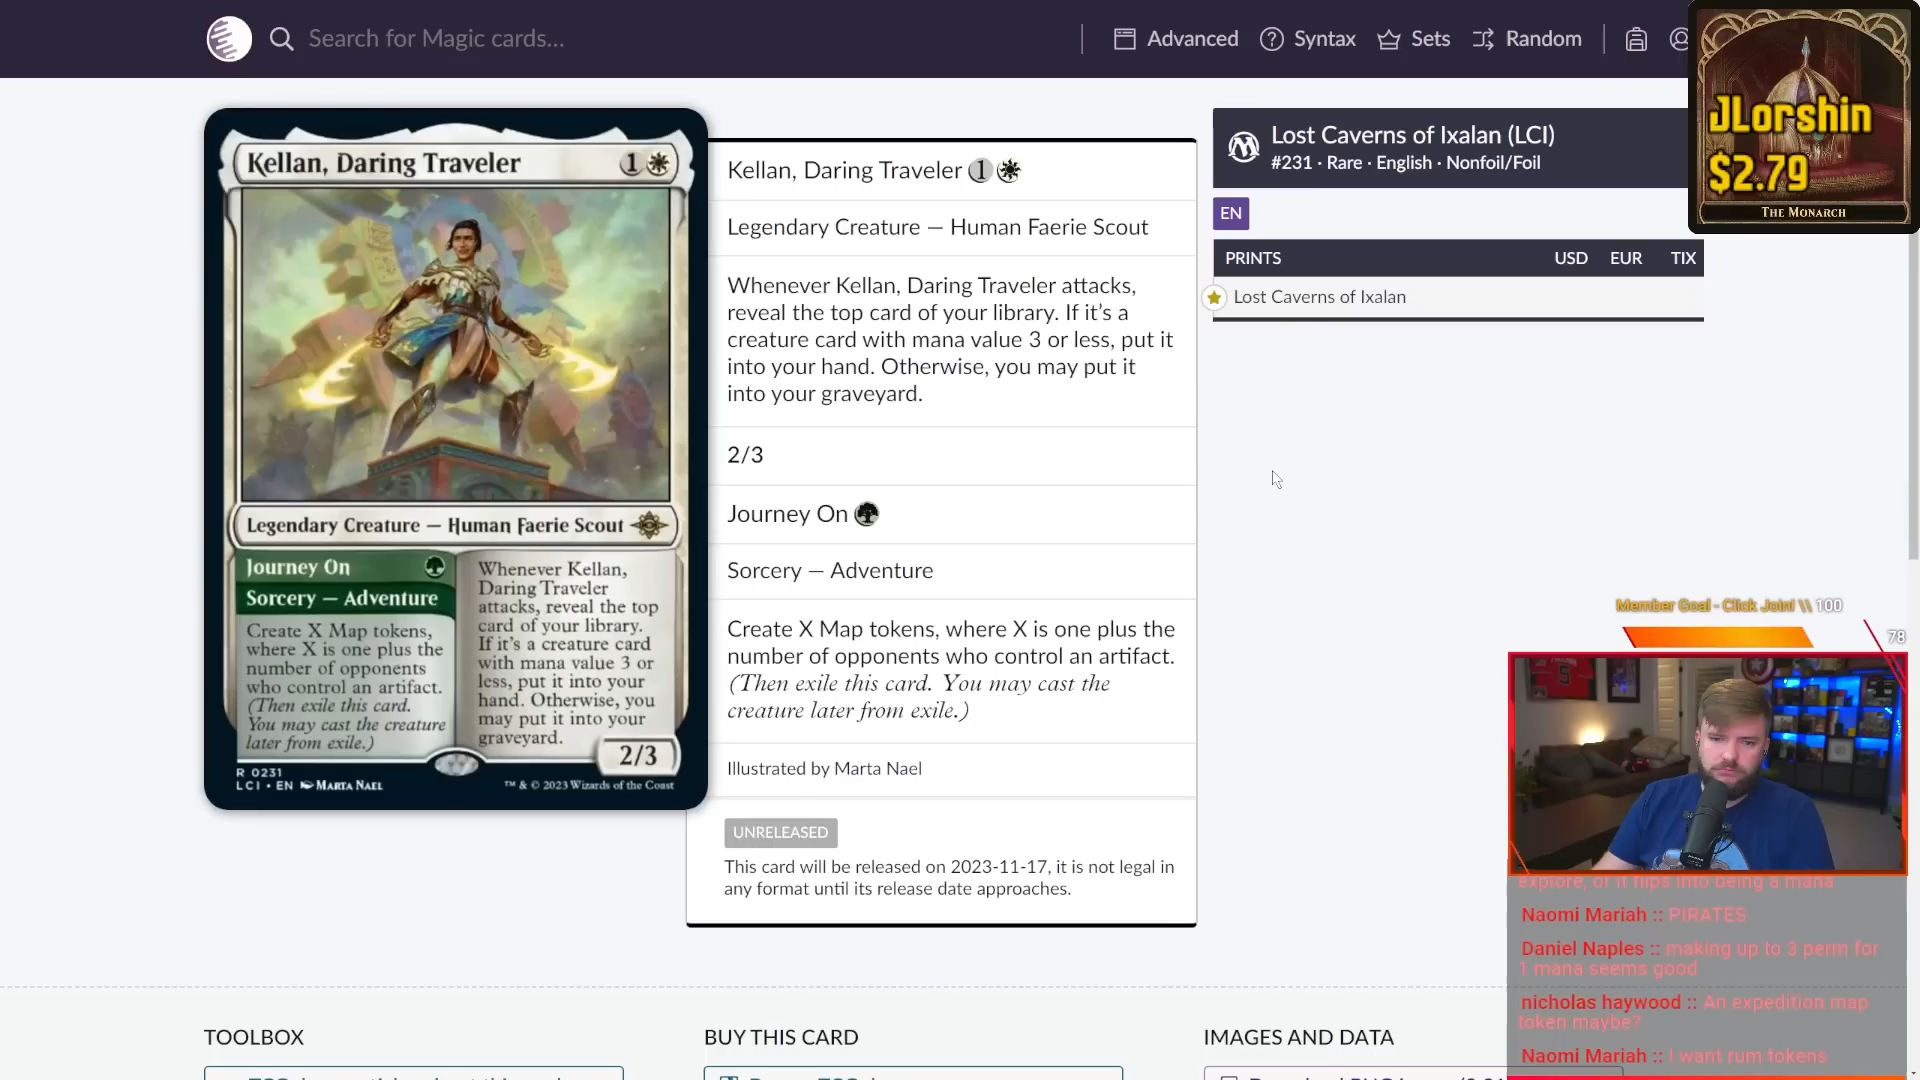 Search for Magic cards...
Advanced
Syntax
Sets
Random
JLorshin
$2.79
THE MONARCH
Kellan, Daring Traveler 1
Legendary Creature — Human Faerie Scout
Journey On
Sorcery — Adventure
Create X Map tokens,
where X is one plus the
number of opponents
who control an artifact.
(Then exile this card.
You may cast the creature
later from exile.)
Whenever Kellan,
Daring Traveler
attacks, reveal the top
card of your library.
If it's a creature card
with mana value 3 or
less, put it into your
hand. Otherwise, you
may put it into your
graveyard.
2/3
R 0231
LCI • EN MARTA NAEL
™ & © 2023 Wizards of the Coast
Kellan, Daring Traveler 1
Legendary Creature — Human Faerie Scout
Whenever Kellan, Daring Traveler attacks,
reveal the top card of your library. If it's a
creature card with mana value 3 or less, put it
into your hand. Otherwise, you may put it
into your graveyard.
2/3
Journey On
Sorcery — Adventure
Create X Map tokens, where X is one plus the
number of opponents who control an artifact.
(Then exile this card. You may cast the
creature later from exile.)
Illustrated by Marta Nael
UNRELEASED
This card will be released on 2023-11-17, it is not legal in
any format until its release date approaches.
Lost Caverns of Ixalan (LCI)
#231 · Rare · English · Nonfoil/Foil
EN
PRINTS USD EUR TIX
Lost Caverns of Ixalan
Member Goal - Click Join! \\ 100
78
explore, or it flips into being a mana
Naomi Mariah :: PIRATES
Daniel Naples :: making up to 3 perm for
1 mana seems good
nicholas haywood :: An expedition map
token maybe?
Naomi Mariah :: I want rum tokens
TOOLBOX
BUY THIS CARD
IMAGES AND DATA